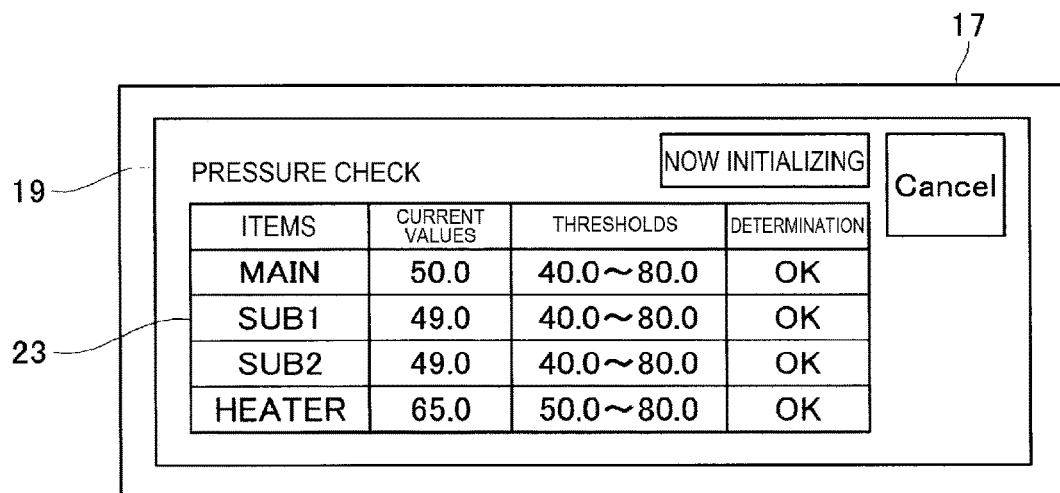 17
19
PRESSURE CHECK
NOW INITIALIZING
Cancel
ITEMS CURRENT VALUES THRESHOLDS DETERMINATION
MAIN 50.0 40.0～80.0 OK
SUB1 49.0 40.0～80.0 OK
23
SUB2 49.0 40.0～80.0 OK
HEATER 65.0 50.0～80.0 OK